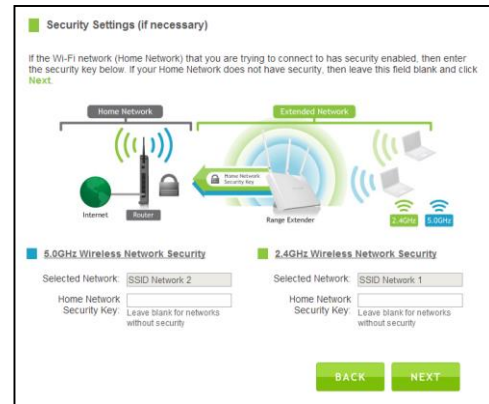 Security Settings (if necessary)
If the Wi-Fi network (Home Network) that you are trying to connect to has security enabled, then enter
the security key below. If your Home Network does not have security, then leave this field blank and click
Next.
Home Network
Extended Network
Home Network
Security Key
Internet
Router
Range Extender
2.4GHz
5.0GHz
5.0GHz Wireless Network Security
Selected Network: SSID Network 2
Home Network
Security Key:
Leave blank for networks
without security
2.4GHz Wireless Network Security
Selected Network: SSID Network 1
Home Network
Security Key:
Leave blank for networks
without security
BACK
NEXT